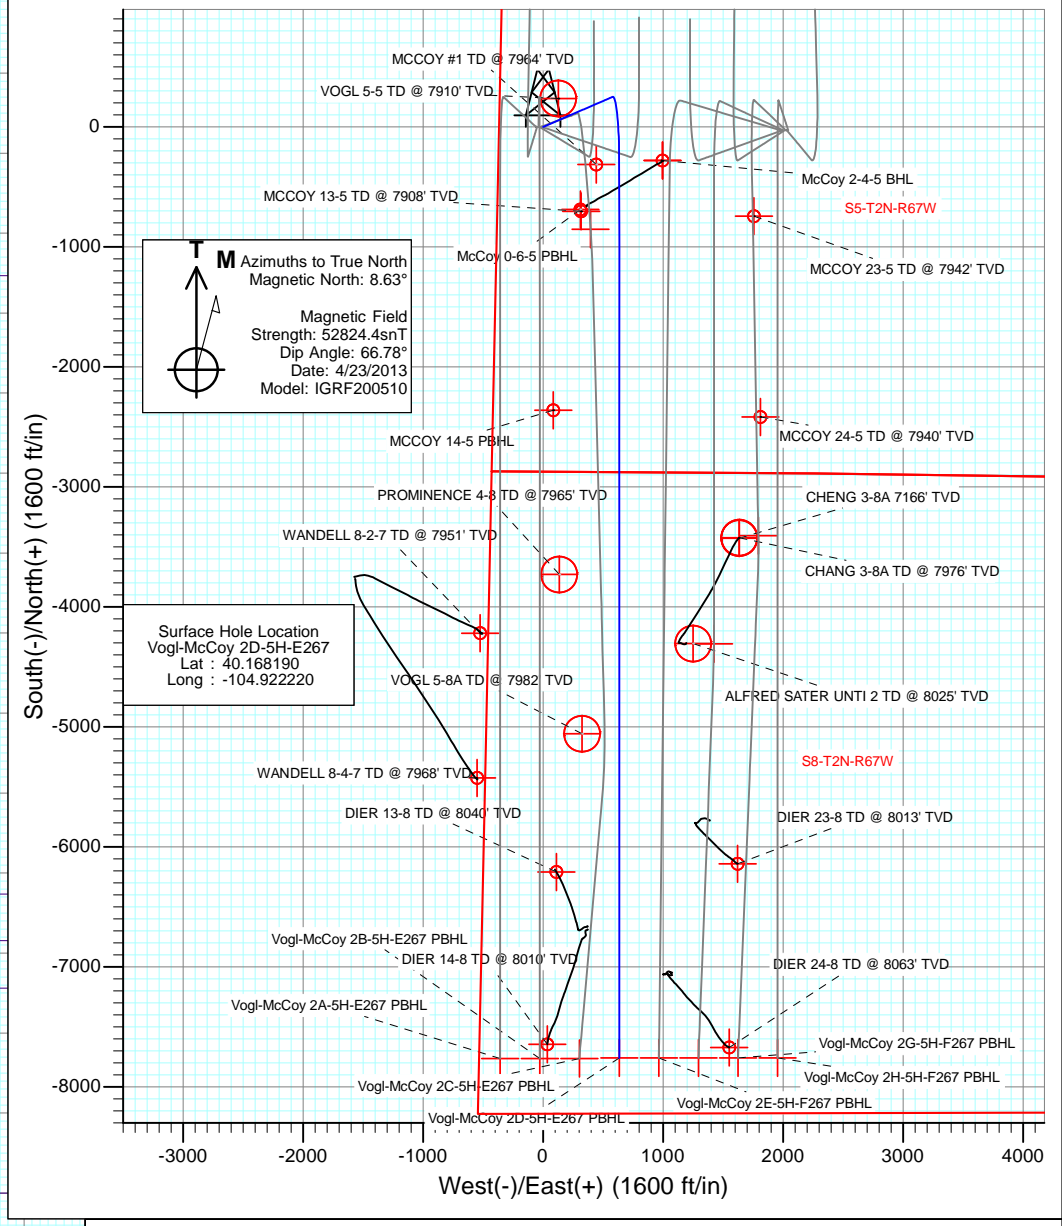 MCCOY #1 TD @ 7964' TVD
VOGL 5-5 TD @ 7910' TVD
0
McCoy 2-4-5 BHL
MCCOY 13-5 TD @ 7908' TVD
S5-T2N-R67W
-1000
McCoy 0-6-5 PBHL
MCCOY 23-5 TD @ 7942' TVD
T
M
Azimuths to True North
Magnetic North: 8.63°
Magnetic Field
Strength: 52824.4snT
Dip Angle: 66.78°
Date: 4/23/2013
Model: IGRF200510
-2000
MCCOY 14-5 PBHL
MCCOY 24-5 TD @ 7940' TVD
-3000
PROMINENCE 4-8 TD @ 7965' TVD
CHENG 3-8A 7166' TVD
WANDELL 8-2-7 TD @ 7951' TVD
CHANG 3-8A TD @ 7976' TVD
-4000
Surface Hole Location
Vogl-McCoy 2D-5H-E267
Lat : 40.168190
Long : -104.922220
VOGL 5-8A TD @ 7982' TVD
ALFRED SATER UNTI 2 TD @ 8025' TVD
-5000
S8-T2N-R67W
WANDELL 8-4-7 TD @ 7968' TVD
DIER 13-8 TD @ 8040' TVD
DIER 23-8 TD @ 8013' TVD
-6000
Vogl-McCoy 2B-5H-E267 PBHL
DIER 14-8 TD @ 8010' TVD
DIER 24-8 TD @ 8063' TVD
-7000
Vogl-McCoy 2A-5H-E267 PBHL
Vogl-McCoy 2G-5H-F267 PBHL
Vogl-McCoy 2C-5H-E267 PBHL
Vogl-McCoy 2H-5H-F267 PBHL
-8000
Vogl-McCoy 2E-5H-F267 PBHL
Vogl-McCoy 2D-5H-E267 PBHL
-3000 -2000 -1000 0 1000 2000 3000 4000
West(-)/East(+) (1600 ft/in)
South(-)/North(+) (1600 ft/in)